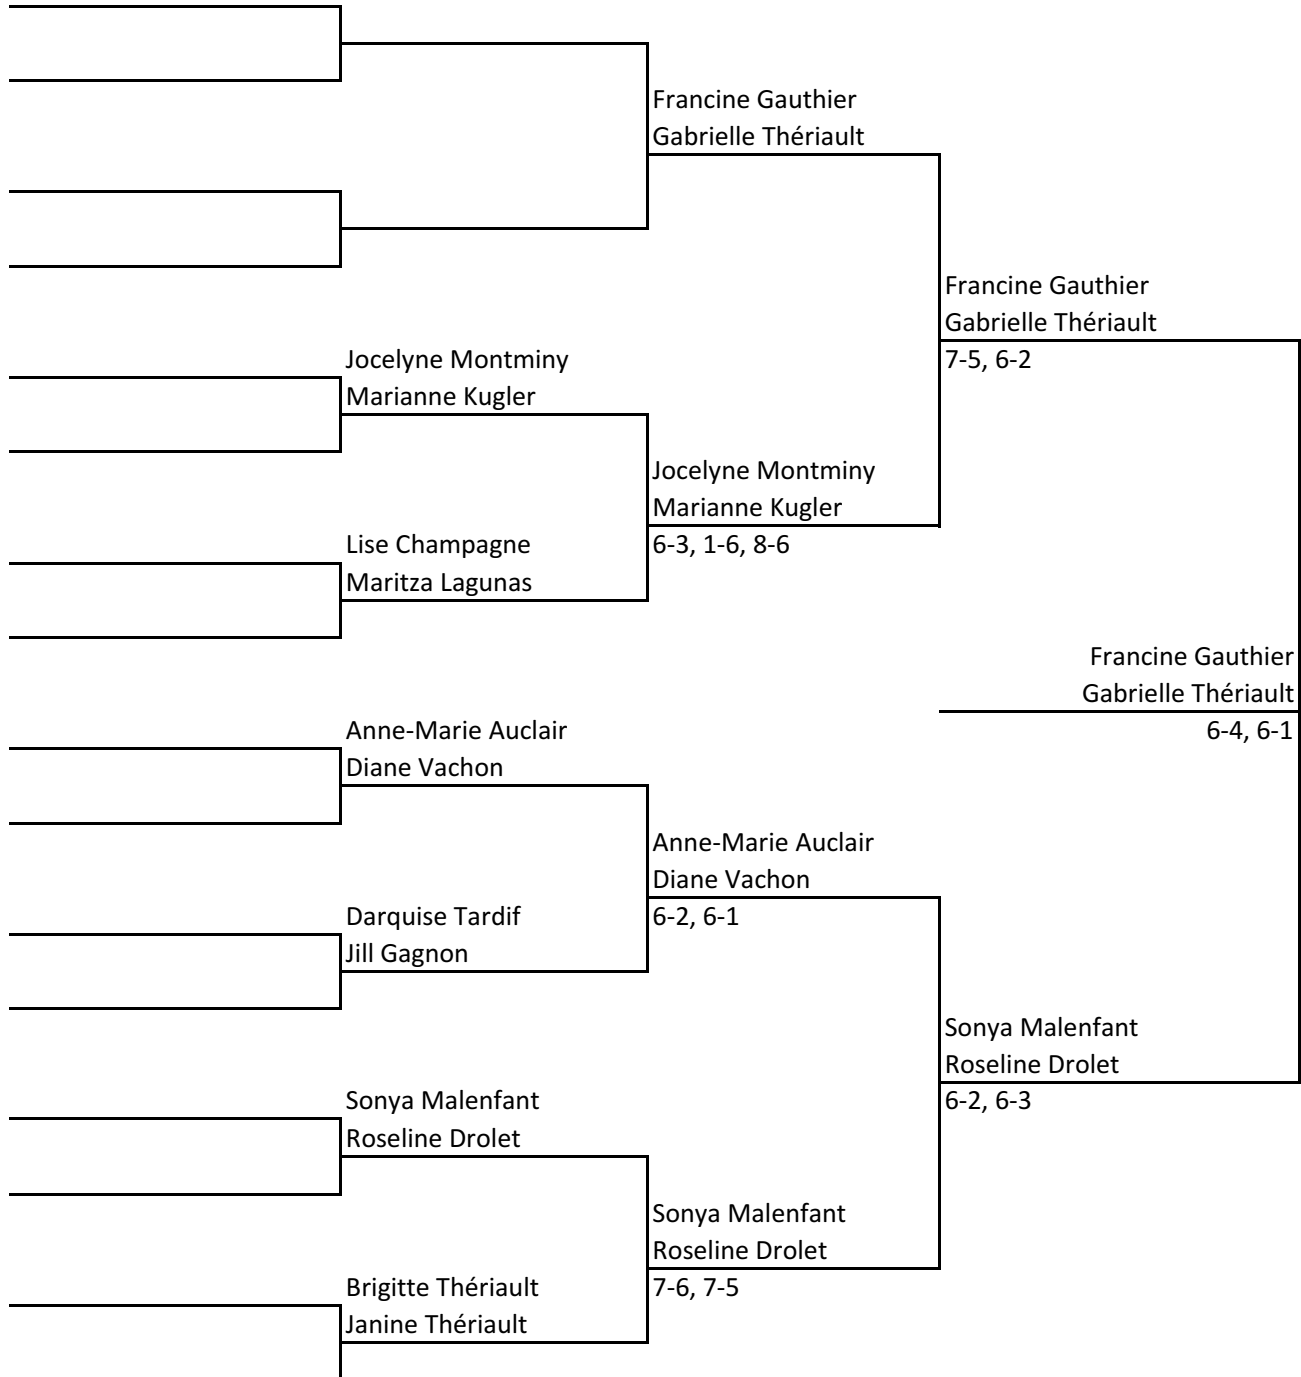 Francine Gauthier
Gabrielle Thériault
Francine Gauthier
Gabrielle Thériault
7-5, 6-2
Jocelyne Montminy
Marianne Kugler
Jocelyne Montminy
Marianne Kugler
6-3, 1-6, 8-6
Lise Champagne
Maritza Lagunas
Francine Gauthier
Gabrielle Thériault
6-4, 6-1
Anne-Marie Auclair
Diane Vachon
Anne-Marie Auclair
Diane Vachon
6-2, 6-1
Darquise Tardif
Jill Gagnon
Sonya Malenfant
Roseline Drolet
6-2, 6-3
Sonya Malenfant
Roseline Drolet
Sonya Malenfant
Roseline Drolet
7-6, 7-5
Brigitte Thériault
Janine Thériault